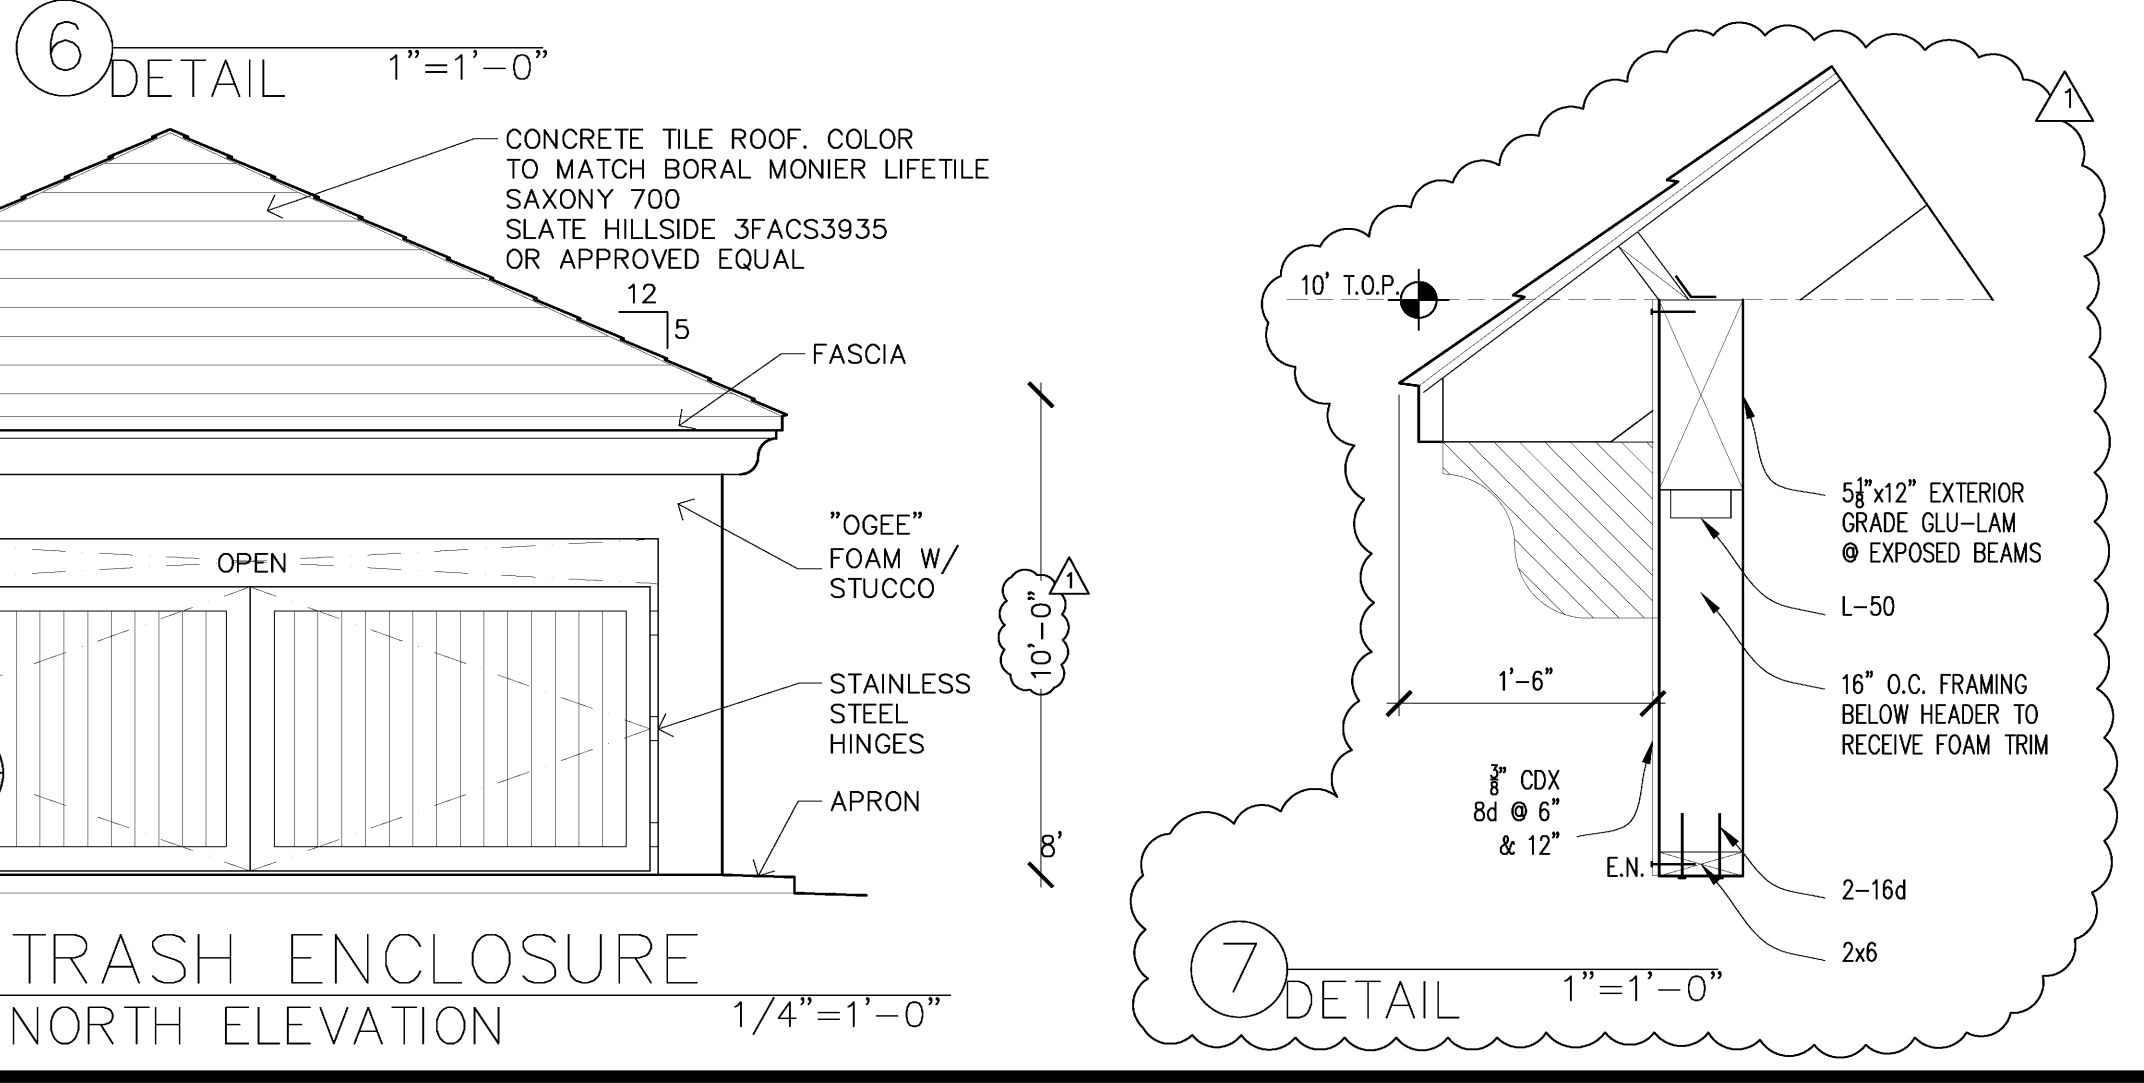 6
DETAIL 1"=1'-0"
CONCRETE TILE ROOF. COLOR
TO MATCH BORAL MONIER LIFETILE
SAXONY 700
SLATE HILLSIDE 3FACS3935
OR APPROVED EQUAL
12
5
FASCIA
"OGEE"
FOAM W/
STUCCO
OPEN
STAINLESS
STEEL
HINGES
APRON
10'-0"
1
8'
TRASH ENCLOSURE
NORTH ELEVATION 1/4"=1'-0"
1
10' T.O.P.
5 1/8"x12" EXTERIOR
GRADE GLU-LAM
@ EXPOSED BEAMS
L-50
1'-6"
16" O.C. FRAMING
BELOW HEADER TO
RECEIVE FOAM TRIM
3/8" CDX
8d @ 6"
& 12"
E.N.
2-16d
2x6
7
DETAIL 1"=1'-0"